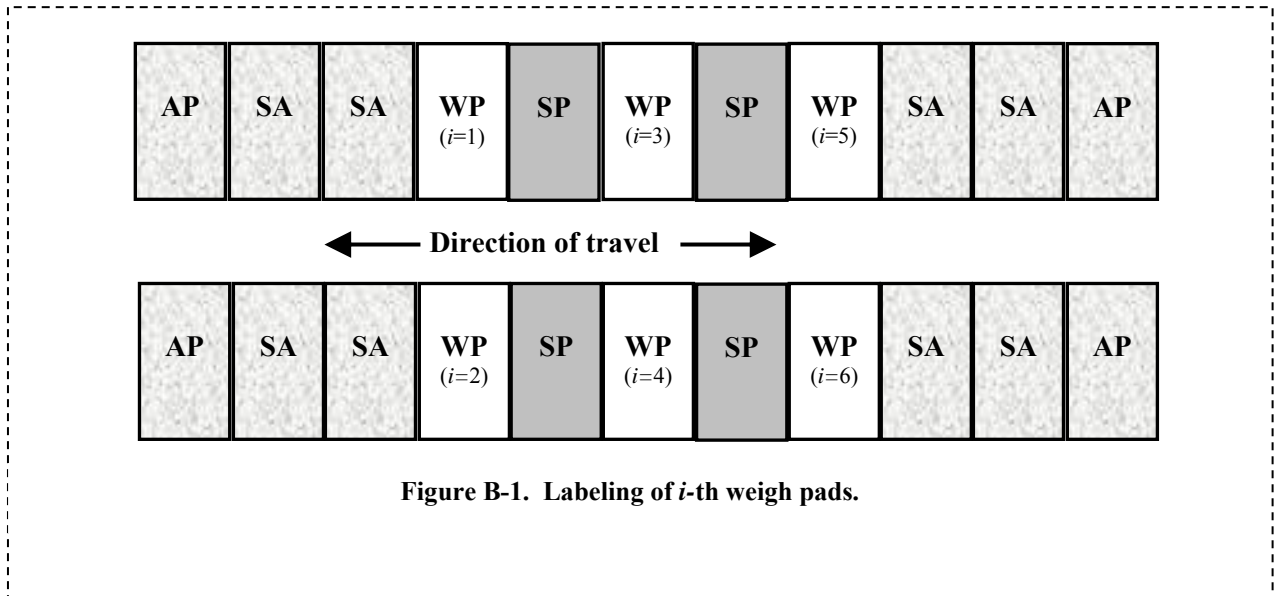 AP SA SA WP SP WP SP WP SA SA AP
(i=1) (i=3) (i=5)
Direction of travel
AP SA SA WP SP WP SP WP SA SA AP
(i=2) (i=4) (i=6)
Figure B-1. Labeling of i-th weigh pads.